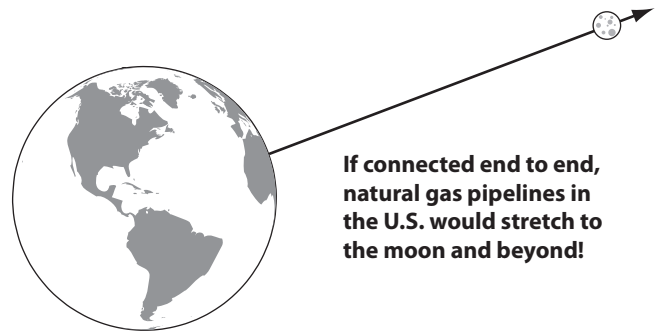 If connected end to end,
natural gas pipelines in
the U.S. would stretch to
the moon and beyond!